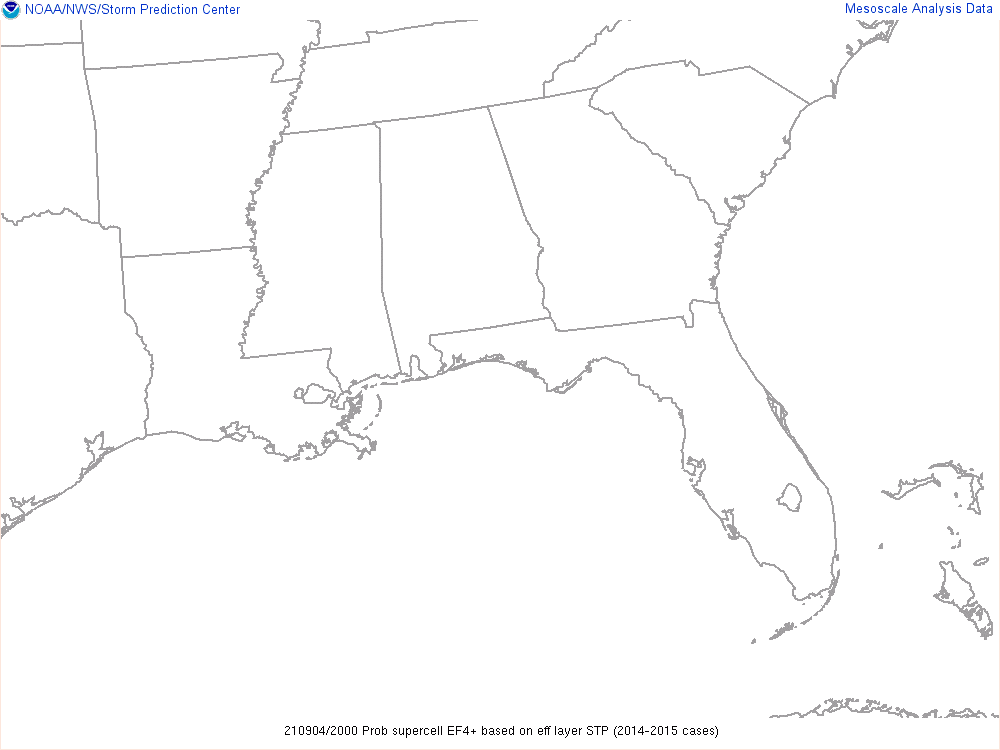 NOAA/NWS/Storm Prediction Center
Mesoscale Analysis Data
210904/2000 Prob supercell EF4+ based on eff layer STP (2014-2015 cases)